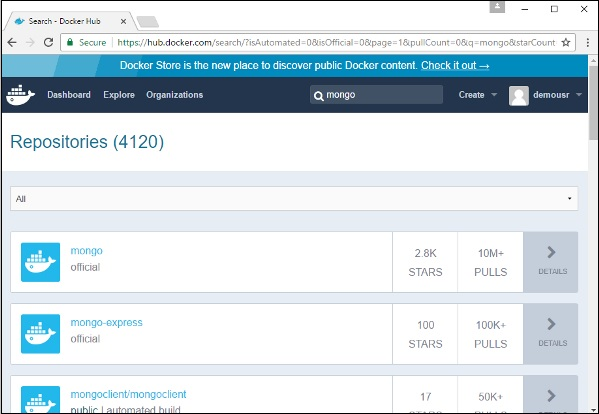 Search - Docker Hub
Secure https://hub.docker.com/search/?isAutomated=0&isOfficial=0&page=1&pullCount=0&q=mongo&starCount
Docker Store is the new place to discover public Docker content. Check it out →
Dashboard Explore Organizations mongo Create demousr
Repositories (4120)
All
mongo
official
2.8K
STARS
10M+
PULLS
DETAILS
mongo-express
official
100
STARS
100K+
PULLS
DETAILS
mongoclient/mongoclient
public | automated build
17
STARS
50K+
PULLS
DETAILS